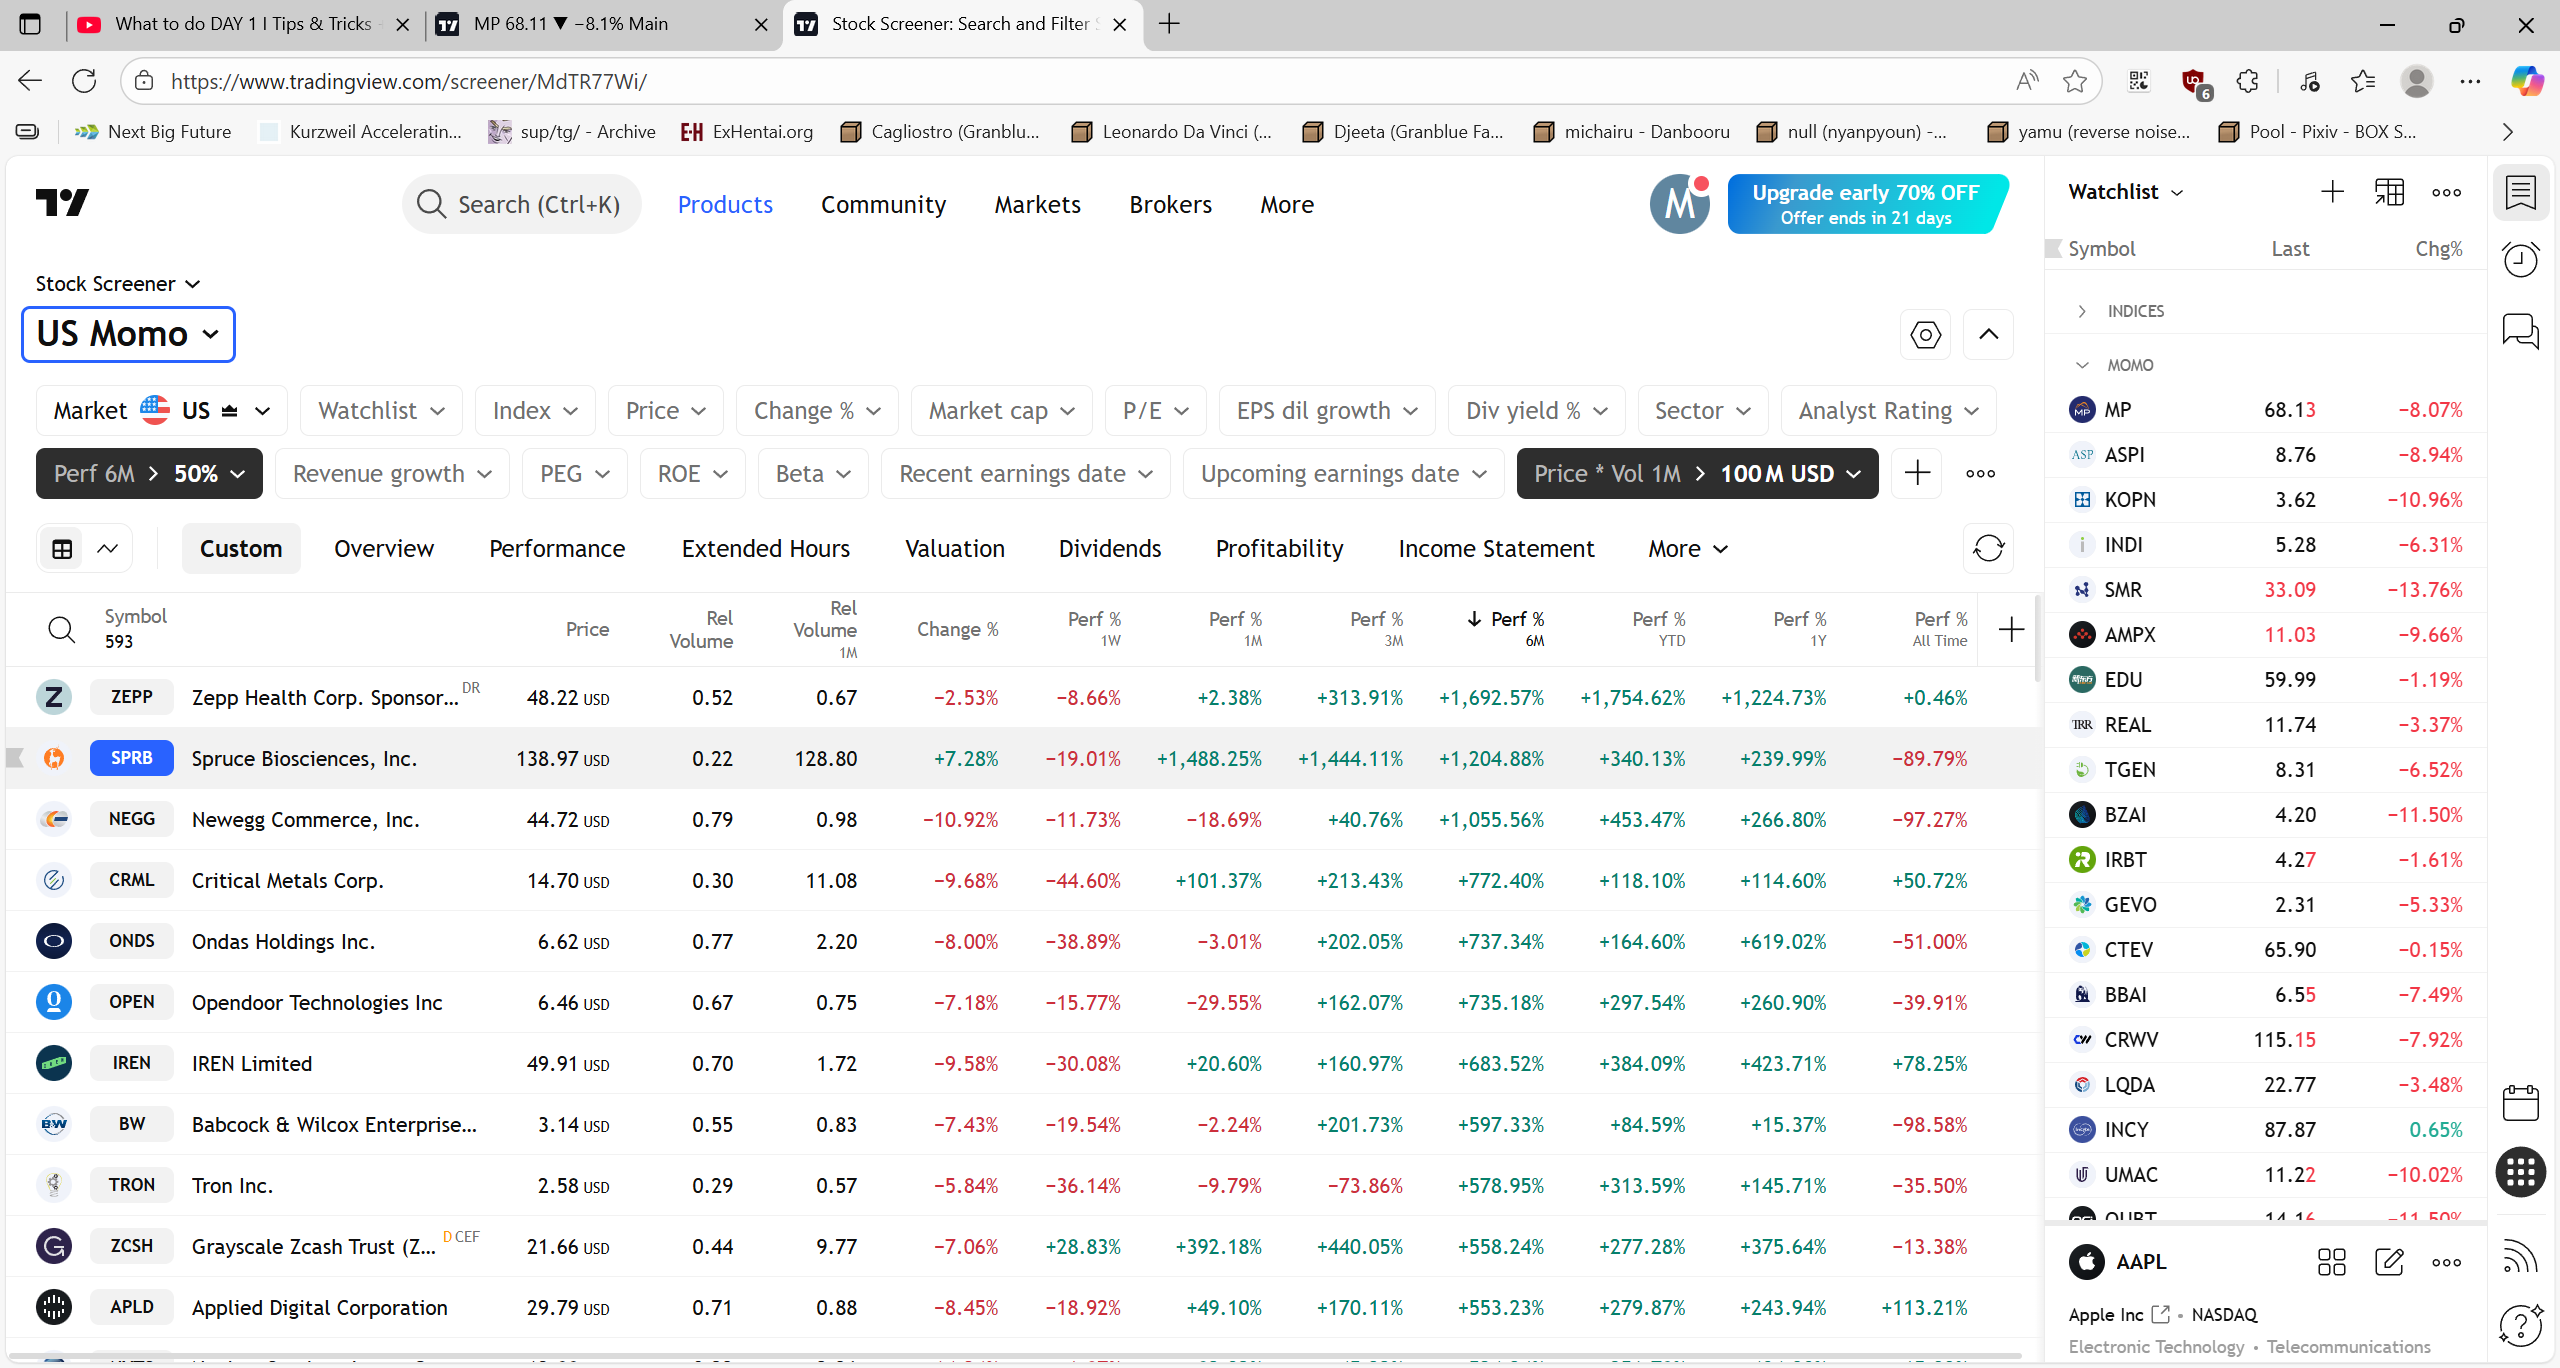 What to do DAY 1 I Tips & Tricks
MP 68.11 ▼ −8.1% Main
Stock Screener: Search and Filter
https://www.tradingview.com/screener/MdTR77Wi/
6
Next Big Future
Kurzweil Acceleratin...
sup/tg/ - Archive
E-H ExHentai.org
Cagliostro (Granblu...
Leonardo Da Vinci (...
Djeeta (Granblue Fa...
michairu - Danbooru
null (nyanpyoun) -...
yamu (reverse noise...
Pool - Pixiv - BOX S...
Search (Ctrl+K)
Products
Community
Markets
Brokers
More
M
Upgrade early 70% OFF
Offer ends in 21 days
Stock Screener
US Momo
Market US
Watchlist
Index
Price
Change %
Market cap
P/E
EPS dil growth
Div yield %
Sector
Analyst Rating
Perf 6M > 50%
Revenue growth
PEG
ROE
Beta
Recent earnings date
Upcoming earnings date
Price * Vol 1M > 100 M USD
Custom
Overview
Performance
Extended Hours
Valuation
Dividends
Profitability
Income Statement
More
Symbol 593 Price Rel Volume Rel Volume 1M Change % Perf % 1W Perf % 1M Perf % 3M Perf % 6M Perf % YTD Perf % 1Y Perf % All Time
ZEPP Zepp Health Corp. Sponsor... DR 48.22 USD 0.52 0.67 −2.53% −8.66% +2.38% +313.91% +1,692.57% +1,754.62% +1,224.73% +0.46%
SPRB Spruce Biosciences, Inc. 138.97 USD 0.22 128.80 +7.28% −19.01% +1,488.25% +1,444.11% +1,204.88% +340.13% +239.99% −89.79%
NEGG Newegg Commerce, Inc. 44.72 USD 0.79 0.98 −10.92% −11.73% −18.69% +40.76% +1,055.56% +453.47% +266.80% −97.27%
CRML Critical Metals Corp. 14.70 USD 0.30 11.08 −9.68% −44.60% +101.37% +213.43% +772.40% +118.10% +114.60% +50.72%
ONDS Ondas Holdings Inc. 6.62 USD 0.77 2.20 −8.00% −38.89% −3.01% +202.05% +737.34% +164.60% +619.02% −51.00%
OPEN Opendoor Technologies Inc 6.46 USD 0.67 0.75 −7.18% −15.77% −29.55% +162.07% +735.18% +297.54% +260.90% −39.91%
IREN IREN Limited 49.91 USD 0.70 1.72 −9.58% −30.08% +20.60% +160.97% +683.52% +384.09% +423.71% +78.25%
BW Babcock & Wilcox Enterprise... 3.14 USD 0.55 0.83 −7.43% −19.54% −2.24% +201.73% +597.33% +84.59% +15.37% −98.58%
TRON Tron Inc. 2.58 USD 0.29 0.57 −5.84% −36.14% −9.79% −73.86% +578.95% +313.59% +145.71% −35.50%
ZCSH Grayscale Zcash Trust (Z... D CEF 21.66 USD 0.44 9.77 −7.06% +28.83% +392.18% +440.05% +558.24% +277.28% +375.64% −13.38%
APLD Applied Digital Corporation 29.79 USD 0.71 0.88 −8.45% −18.92% +49.10% +170.11% +553.23% +279.87% +243.94% +113.21%
Watchlist
Symbol Last Chg%
INDICES
MOMO
MP 68.13 −8.07%
ASPI 8.76 −8.94%
KOPN 3.62 −10.96%
INDI 5.28 −6.31%
SMR 33.09 −13.76%
AMPX 11.03 −9.66%
EDU 59.99 −1.19%
REAL 11.74 −3.37%
TGEN 8.31 −6.52%
BZAI 4.20 −11.50%
IRBT 4.27 −1.61%
GEVO 2.31 −5.33%
CTEV 65.90 −0.15%
BBAI 6.55 −7.49%
CRWV 115.15 −7.92%
LQDA 22.77 −3.48%
INCY 87.87 0.65%
UMAC 11.22 −10.02%
QUBT 14.16 −11.50%
AAPL
Apple Inc • NASDAQ
Electronic Technology • Telecommunications